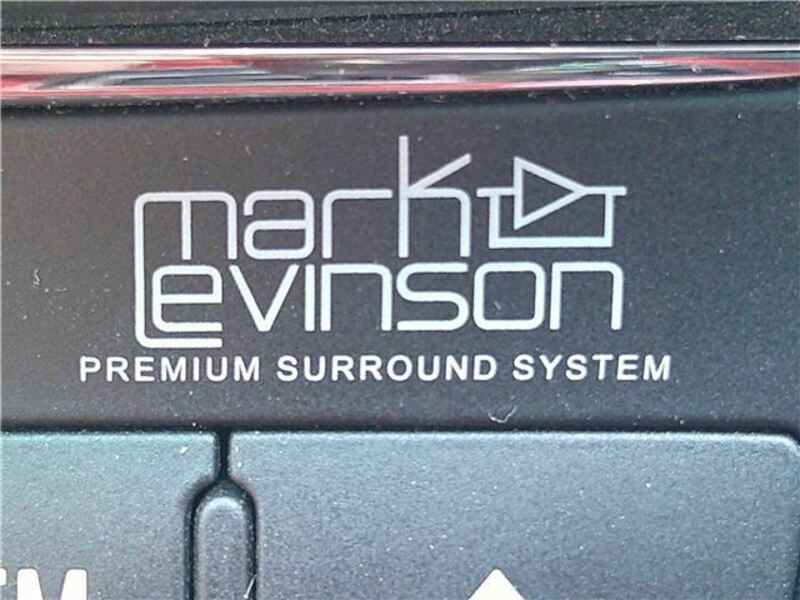 mark
Levinson
PREMIUM SURROUND SYSTEM